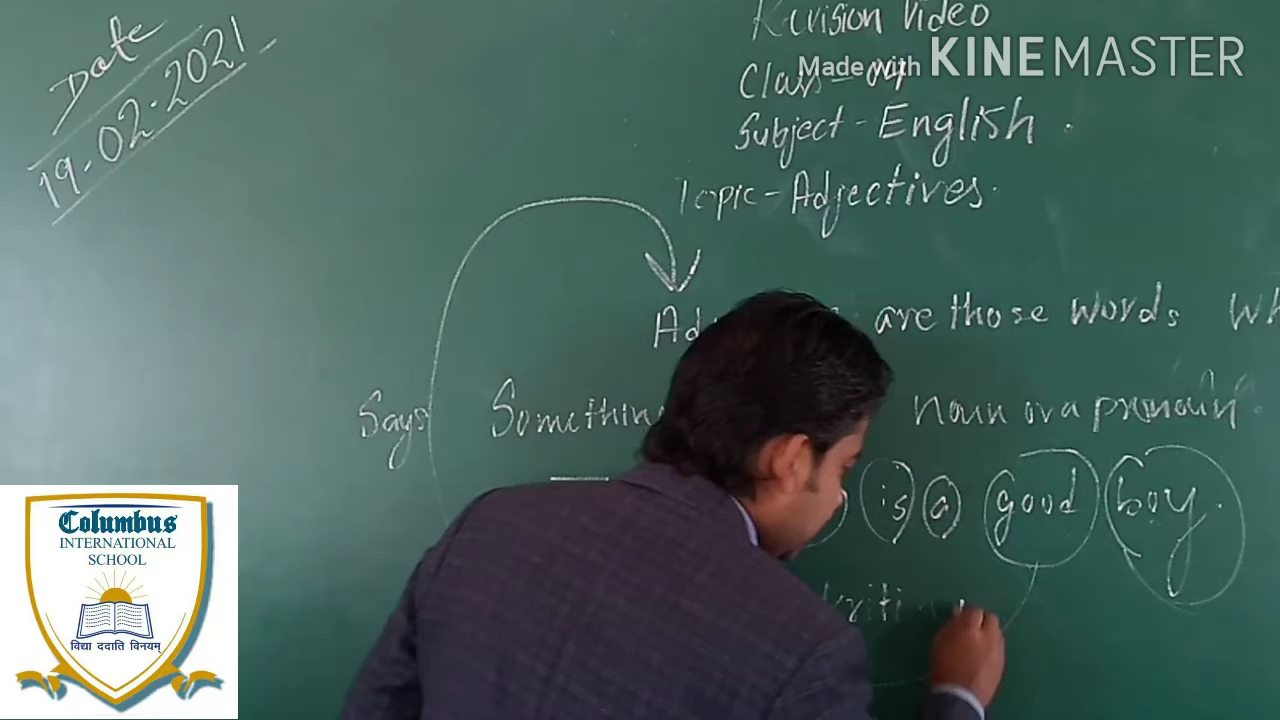 Date
19.02.2021
Revision Video
Made with KINEMASTER
Class - 04
Subject - English.
Topic - Adjectives.
are those words
Says
noun or a pronoun.
is a good boy.
Columbus
INTERNATIONAL
SCHOOL
विद्या ददाति विनयम्